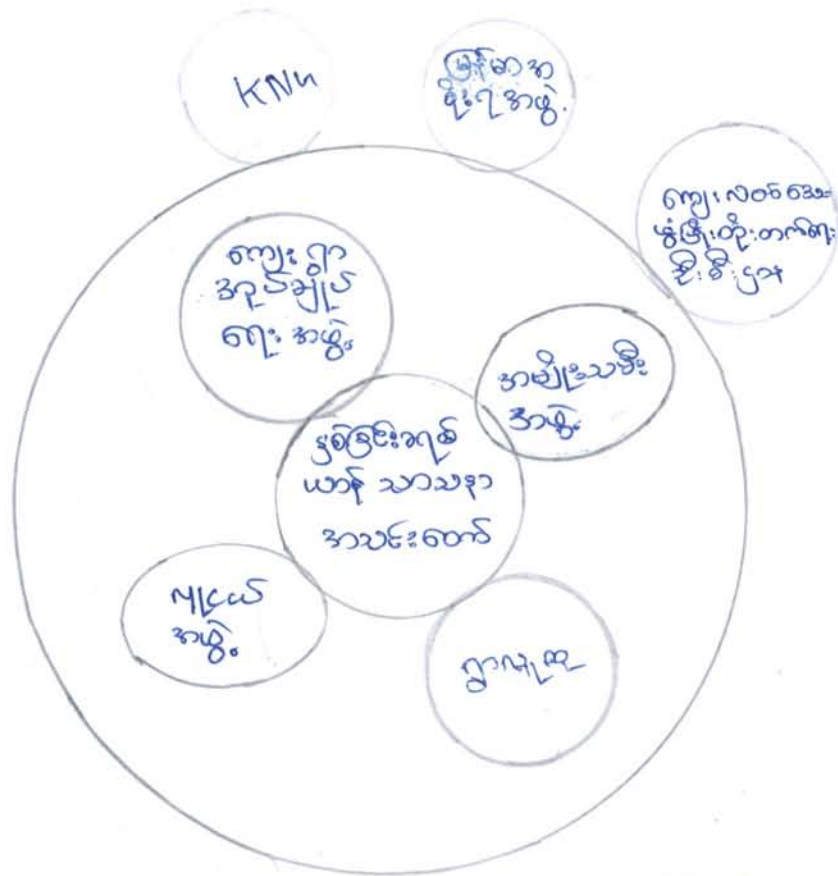 KNU
မြန်မာအ
စိုးရအဖွဲ့
ကျေးလက်ဒေသ
ဖွံ့ဖြိုးတိုးတက်ရေး
ဦးစီးဌာန
ကျေးရွာ
အုပ်ချုပ်
ရေးအဖွဲ့
အမျိုးသမီး
အဖွဲ့
နှစ်ခြင်းခရစ်
ယာန် သာသနာ
အသင်းတော်
လူငယ်
အဖွဲ့
ရွာလူထု